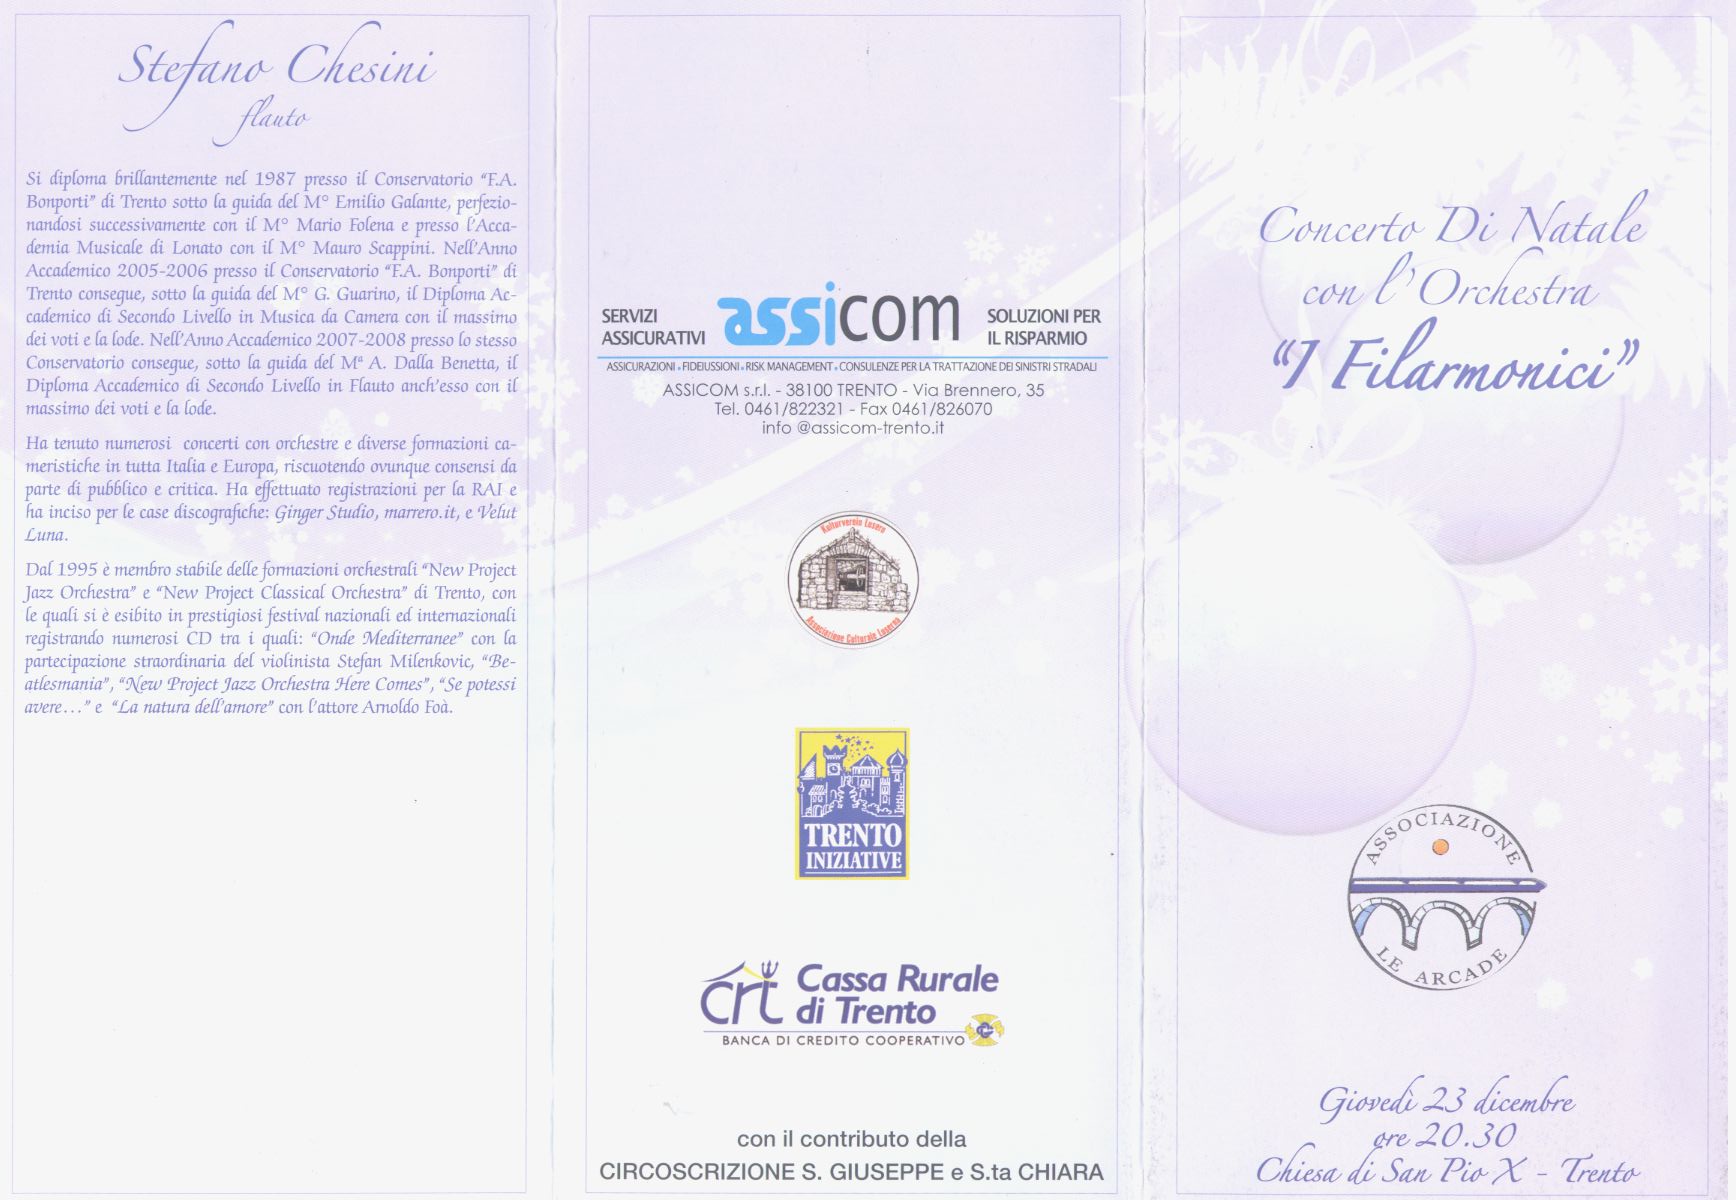 Stefano Chesini
flauto
Si diploma brillantemente nel 1987 presso il Conservatorio “F.A.
Bonporti” di Trento sotto la guida del M° Emilio Galante, perfezio-
nandosi successivamente con il M° Mario Folena e presso l’Acca-
demia Musicale di Lonato con il M° Mauro Scappini. Nell’Anno
Accademico 2005-2006 presso il Conservatorio “F.A. Bonporti” di
Trento consegue, sotto la guida del M° G. Guarino, il Diploma Ac-
cademico di Secondo Livello in Musica da Camera con il massimo
dei voti e la lode. Nell’Anno Accademico 2007-2008 presso lo stesso
Conservatorio consegue, sotto la guida del Mª A. Dalla Benetta, il
Diploma Accademico di Secondo Livello in Flauto anch’esso con il
massimo dei voti e la lode.
Ha tenuto numerosi concerti con orchestre e diverse formazioni ca-
meristiche in tutta Italia e Europa, riscuotendo ovunque consensi da
parte di pubblico e critica. Ha effettuato registrazioni per la RAI e
ha inciso per le case discografiche: Ginger Studio, marrero.it, e Velut
Luna.
Dal 1995 è membro stabile delle formazioni orchestrali “New Project
Jazz Orchestra” e “New Project Classical Orchestra” di Trento, con
le quali si è esibito in prestigiosi festival nazionali ed internazionali
registrando numerosi CD tra i quali: “Onde Mediterranee” con la
partecipazione straordinaria del violinista Stefan Milenkovic, “Be-
atlesmania”, “New Project Jazz Orchestra Here Comes”, “Se potessi
avere…” e “La natura dell’amore” con l’attore Arnoldo Foà.
SERVIZI
ASSICURATIVI
assicom
SOLUZIONI PER
IL RISPARMIO
ASSICURAZIONI • FIDEIUSSIONI • RISK MANAGEMENT • CONSULENZE PER LA TRATTAZIONE DEI SINISTRI STRADALI
ASSICOM s.r.l. - 38100 TRENTO - Via Brennero, 35
Tel. 0461/822321 - Fax 0461/826070
info @assicom-trento.it
Kulturverein Lusern
Associazione Culturale Luserna
TRENTO
INIZIATIVE
crt Cassa Rurale
di Trento
BANCA DI CREDITO COOPERATIVO
con il contributo della
CIRCOSCRIZIONE S. GIUSEPPE e S.ta CHIARA
Concerto Di Natale
con l’Orchestra
“I Filarmonici”
ASSOCIAZIONE
LE ARCADE
Giovedì 23 dicembre
ore 20.30
Chiesa di San Pio X - Trento